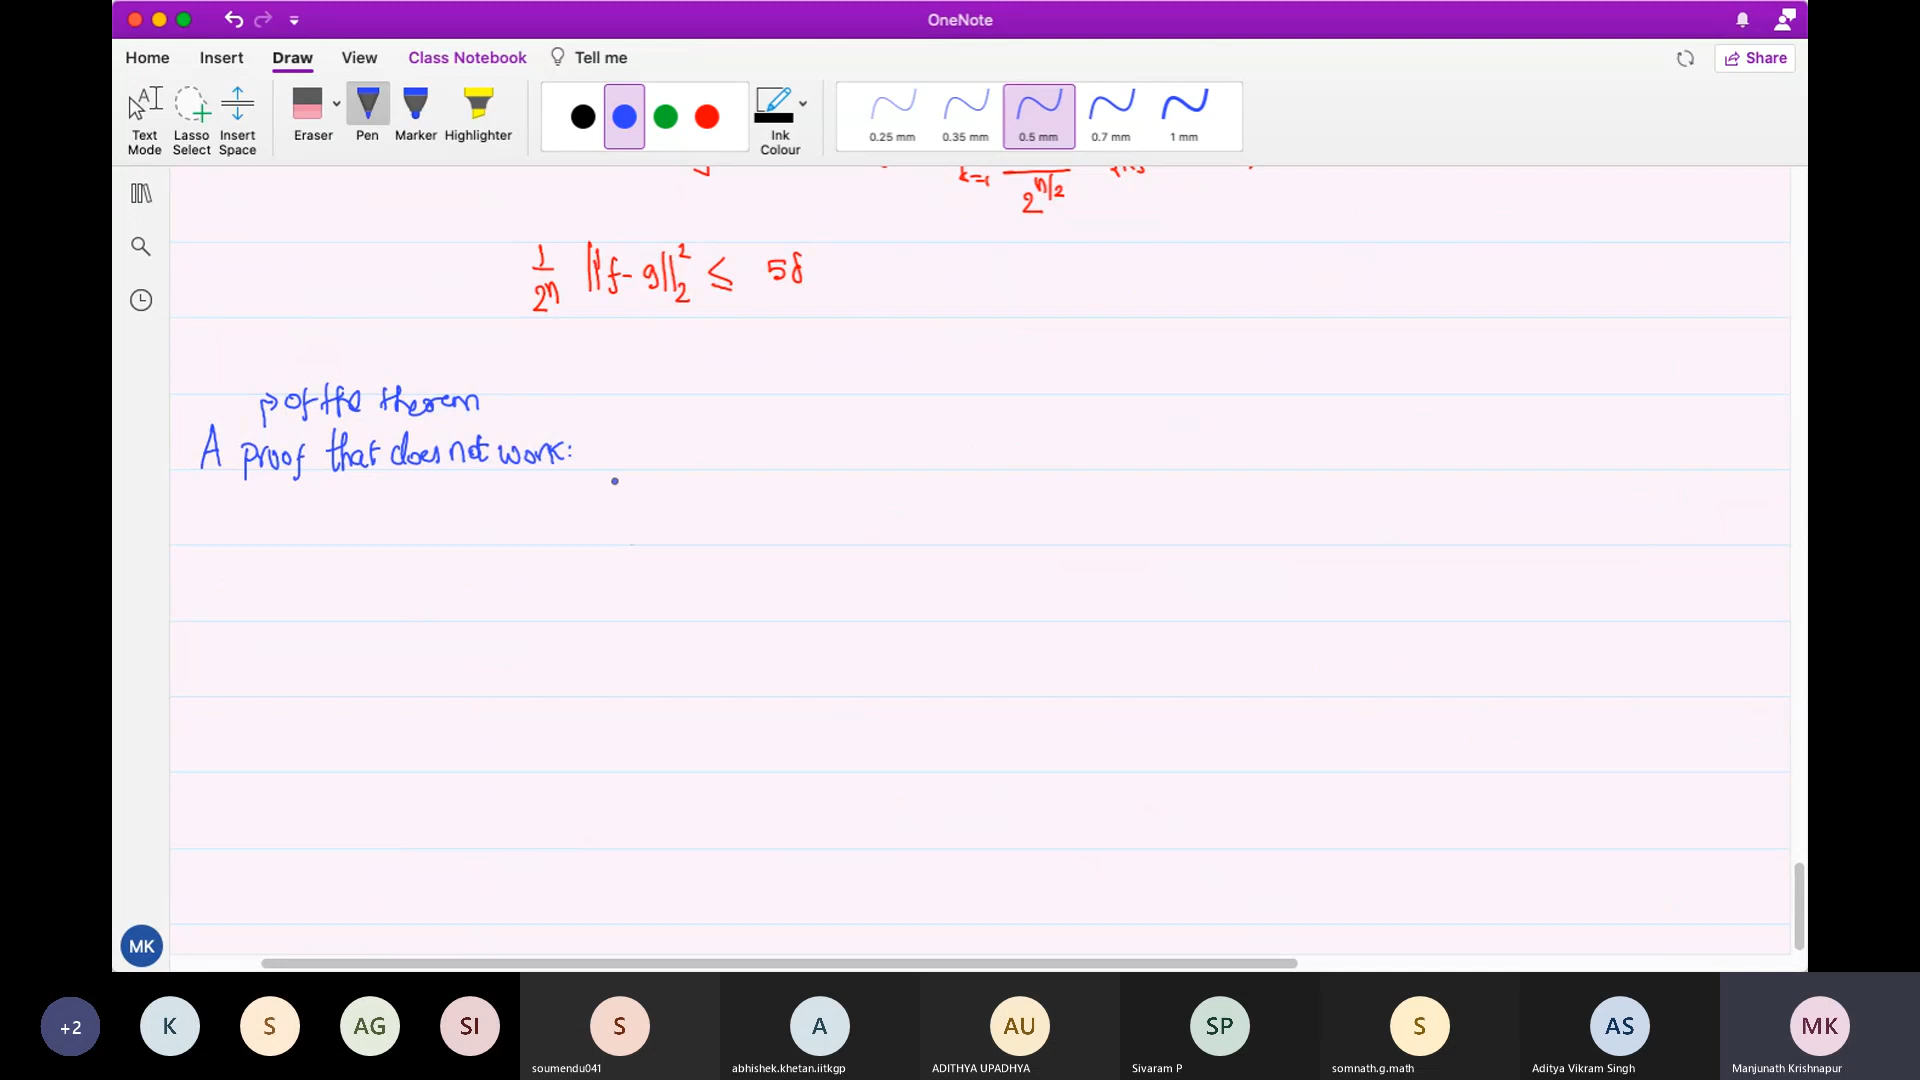 OneNote
Home Insert Draw View Class Notebook Tell me Share
Text Mode
Lasso Select
Insert Space
Eraser
Pen
Marker
Highlighter
Ink Colour
0.25 mm 0.35 mm 0.5 mm 0.7 mm 1 mm
k=1
2^{n/2}
1/2^n ||f-g||_2^2 ≤ 5δ
of the therem
A proof that does not work:
MK
+2 K S AG SI S A AU SP S AS MK
soumendu041 abhishek.khetan.iitkgp ADITHYA UPADHYA Sivaram P somnath.g.math Aditya Vikram Singh Manjunath Krishnapur